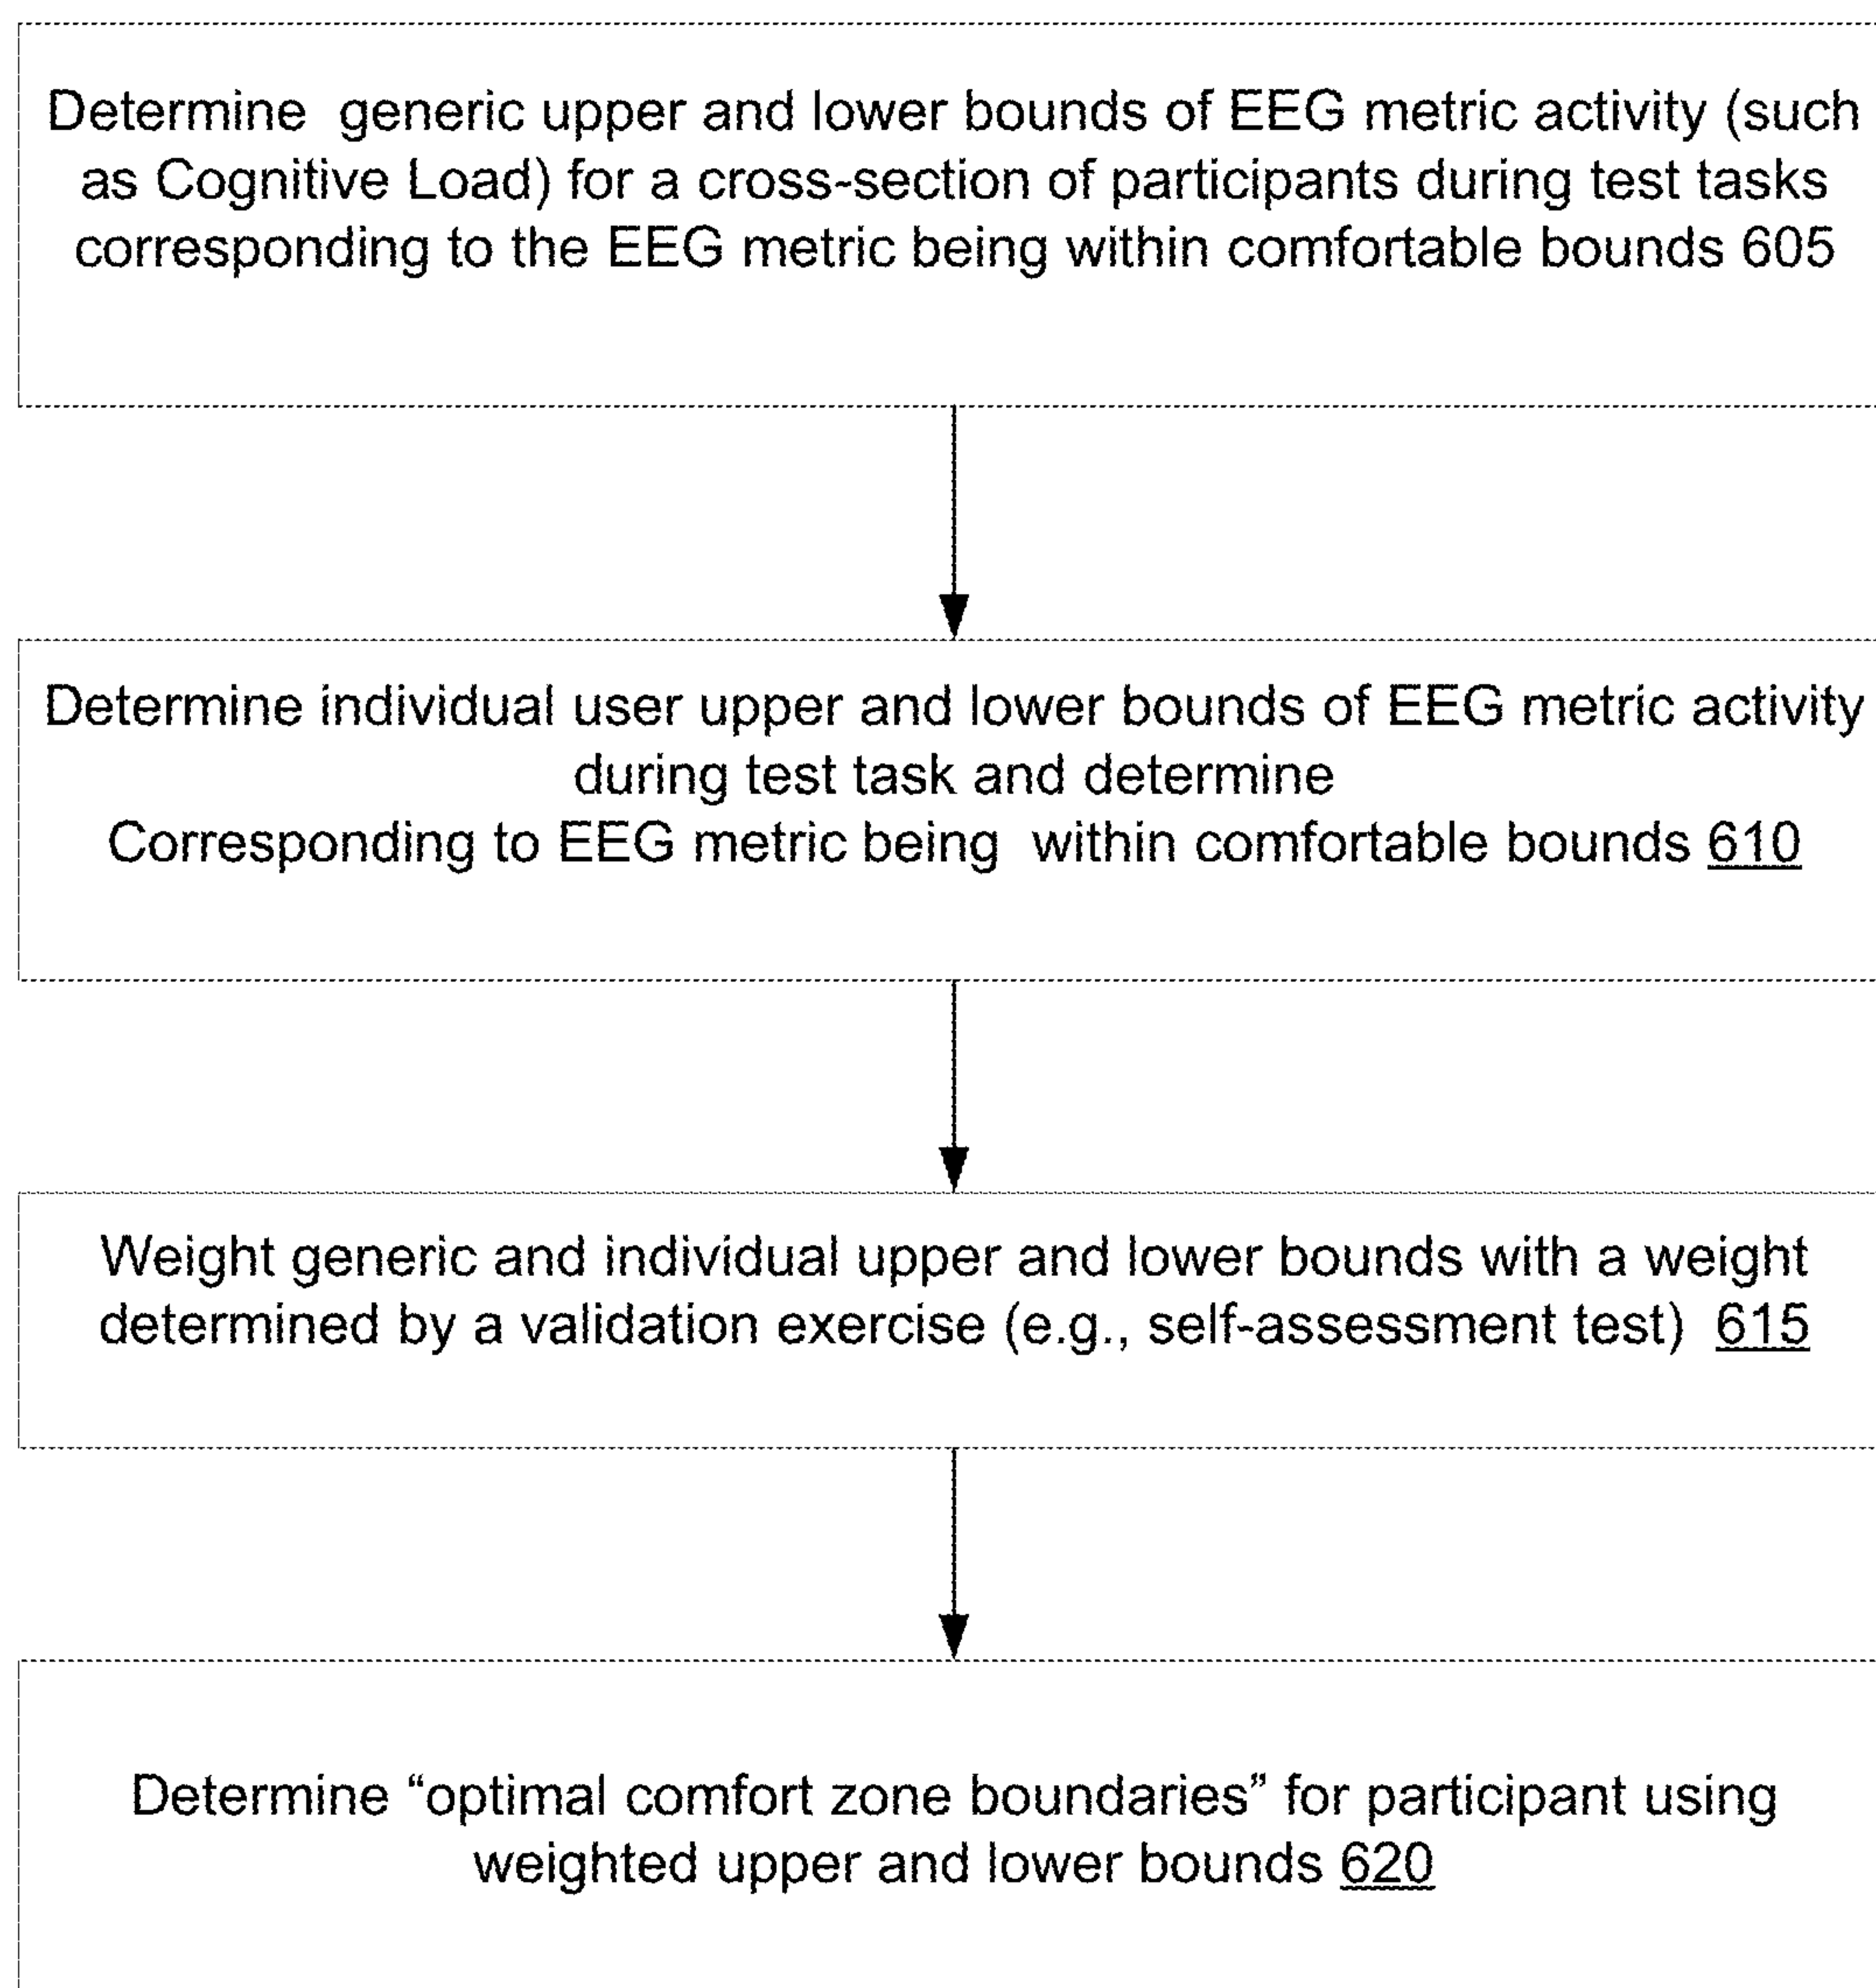 Determine generic upper and lower bounds of EEG metric activity (such
as Cognitive Load) for a cross-section of participants during test tasks
corresponding to the EEG metric being within comfortable bounds 605
Determine individual user upper and lower bounds of EEG metric activity
during test task and determine
Corresponding to EEG metric being within comfortable bounds 610
Weight generic and individual upper and lower bounds with a weight
determined by a validation exercise (e.g., self-assessment test) 615
Determine “optimal comfort zone boundaries” for participant using
weighted upper and lower bounds 620